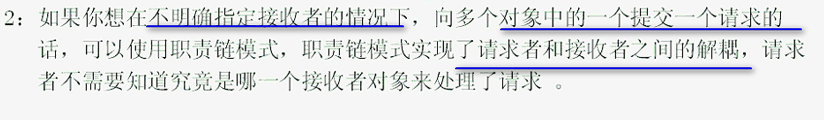 2：如果你想在不明确指定接收者的情况下，向多个对象中的一个提交一个请求的
话，可以使用职责链模式，职责链模式实现了请求者和接收者之间的解耦，请求
者不需要知道究竟是哪一个接收者对象来处理了请求 。